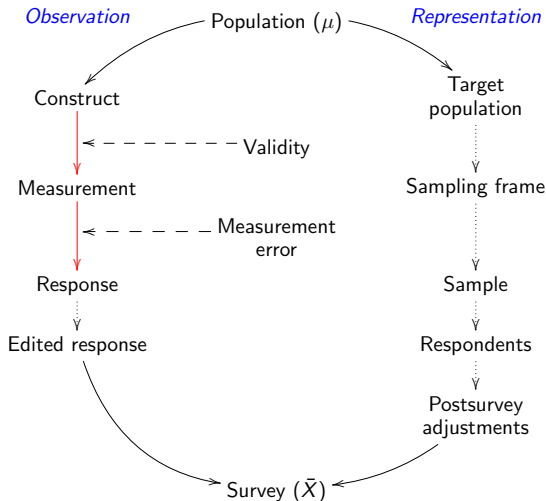 Observation
Population (μ)
Representation
Construct
Target
population
Validity
Measurement
Sampling frame
Measurement
error
Response
Sample
Edited response
Respondents
Postsurvey
adjustments
Survey (X̄)